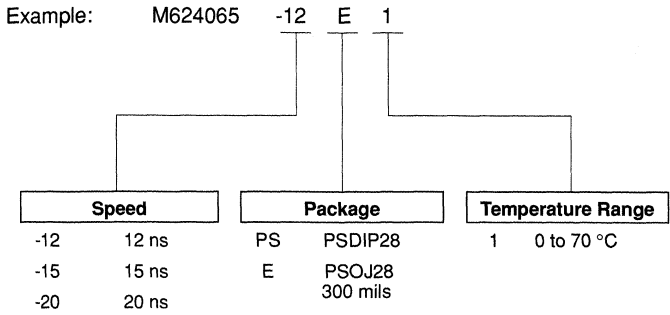 Example: M624065 -12 E 1
Speed Package Temperature Range
-12 12 ns PS PSDIP28 1 0 to 70 °C
-15 15 ns E PSOJ28
300 mils
-20 20 ns